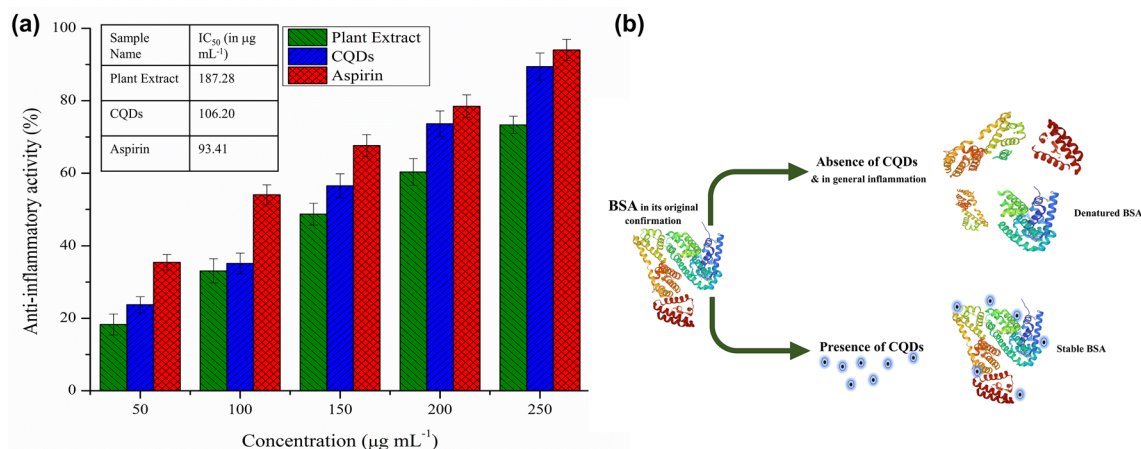 (a)
100
80
60
40
20
0
Anti-inflammatory activity (%)
Sample Name	IC50 (in µg mL-1)
Plant Extract	187.28
CQDs	106.20
Aspirin	93.41
Plant Extract
CQDs
Aspirin
50	100	150	200	250
Concentration (µg mL-1)
(b)
BSA in its original
confirmation
Absence of CQDs
& in general inflammation
Denatured BSA
Presence of CQDs
Stable BSA